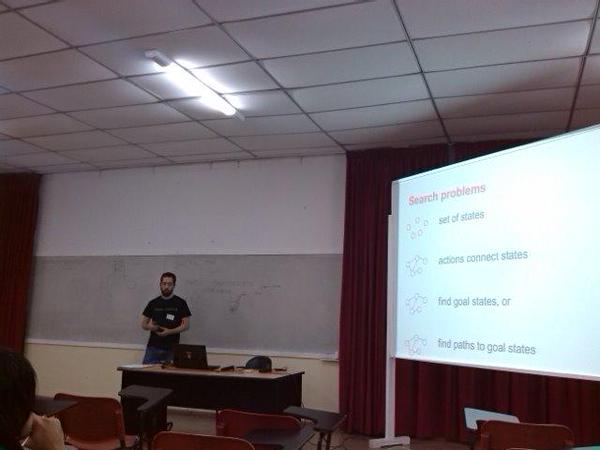 Search problems
set of states
actions connect states
find goal states, or
find paths to goal states